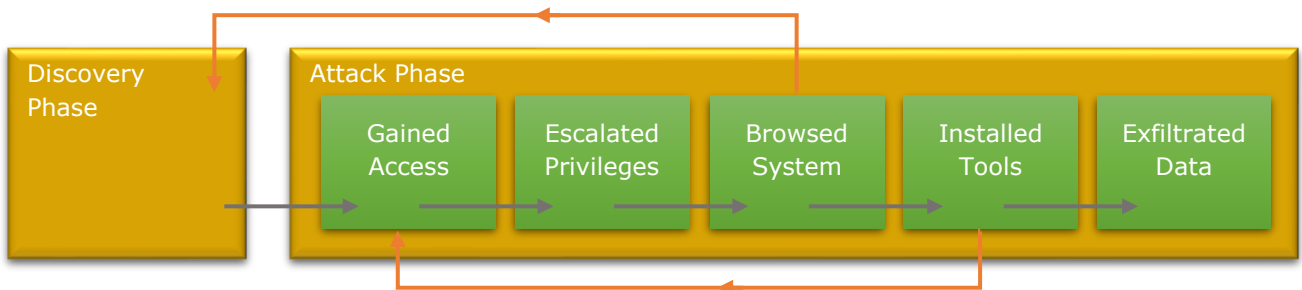 Discovery
Phase
Attack Phase
Gained
Access
Escalated
Privileges
Browsed
System
Installed
Tools
Exfiltrated
Data